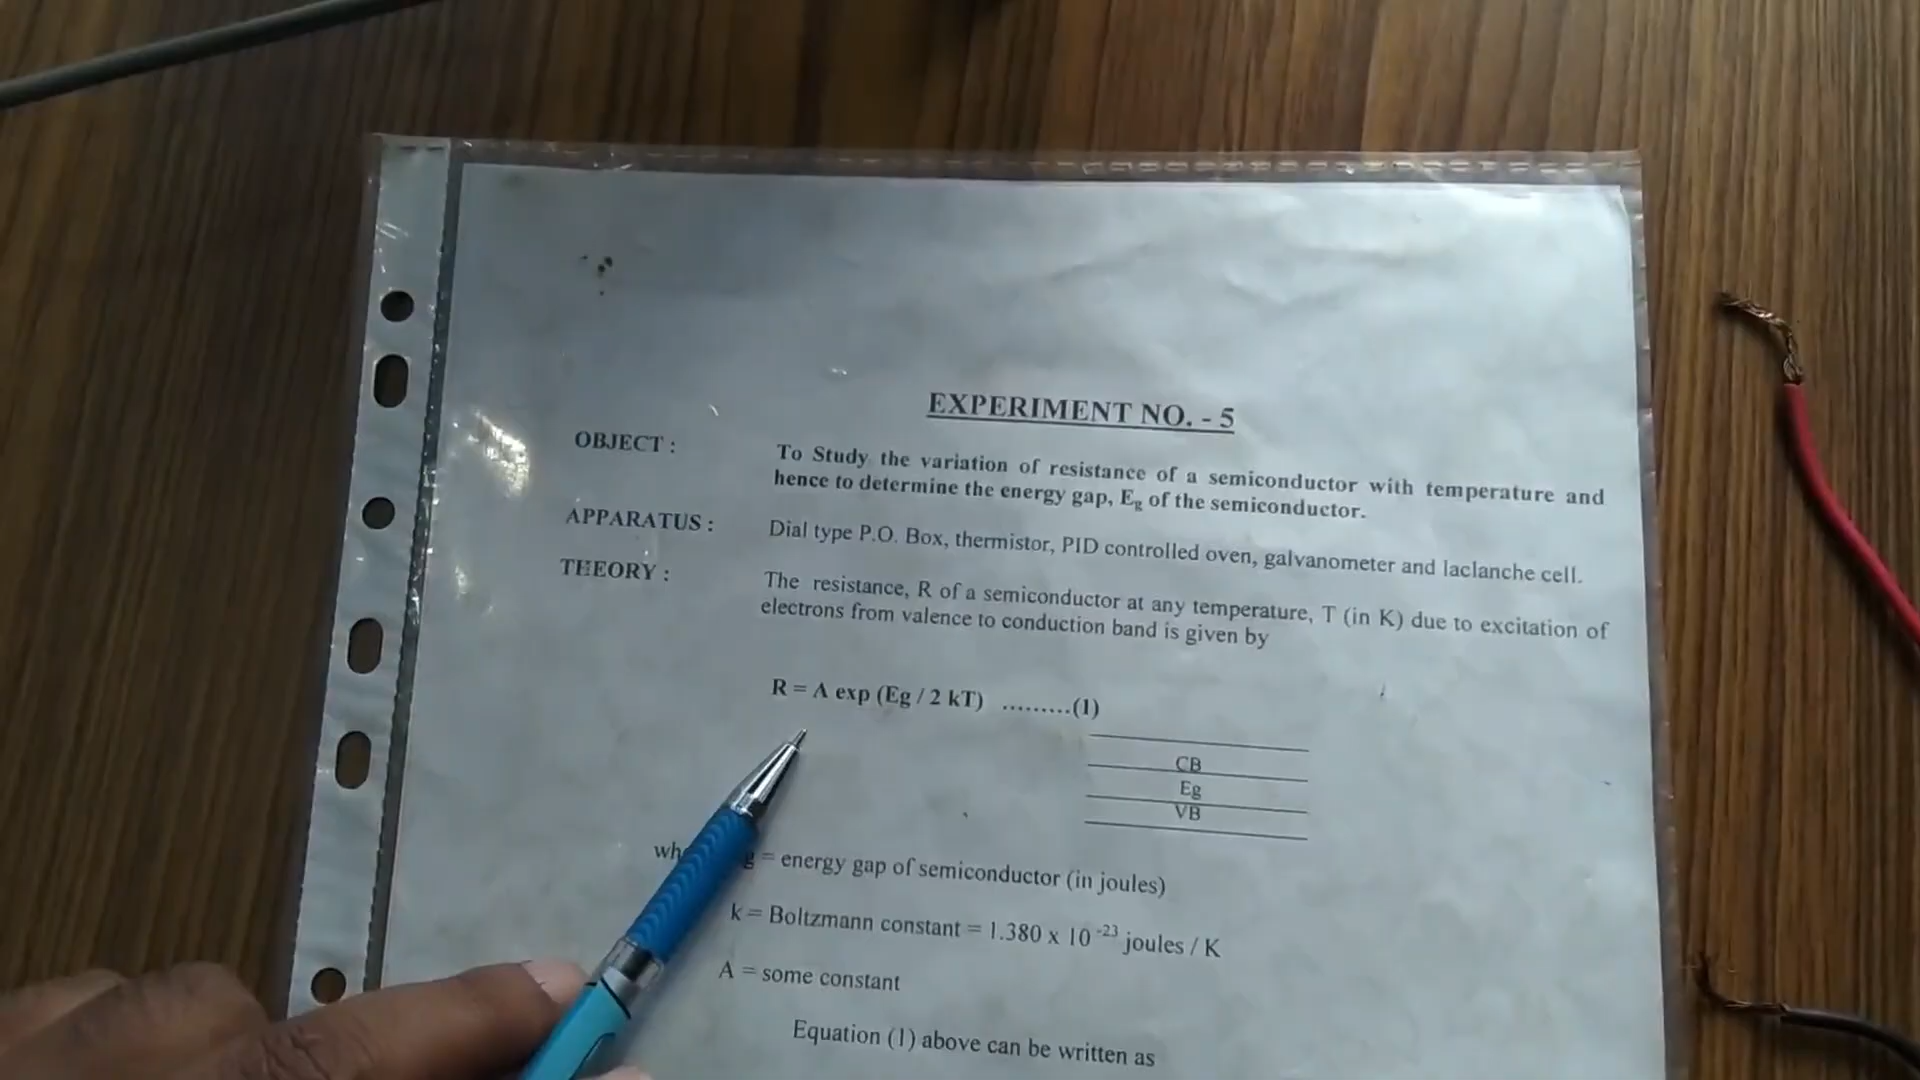 EXPERIMENT NO. - 5
OBJECT : To Study the variation of resistance of a semiconductor with temperature and
hence to determine the energy gap, Eg of the semiconductor.
APPARATUS : Dial type P.O. Box, thermistor, PID controlled oven, galvanometer and laclanche cell.
THEORY : The resistance, R of a semiconductor at any temperature, T (in K) due to excitation of
electrons from valence to conduction band is given by
R = A exp (Eg / 2 kT) .........(1)
CB
Eg
VB
= energy gap of semiconductor (in joules)
k = Boltzmann constant = 1.380 x 10 -23 joules / K
A = some constant
Equation (1) above can be written as